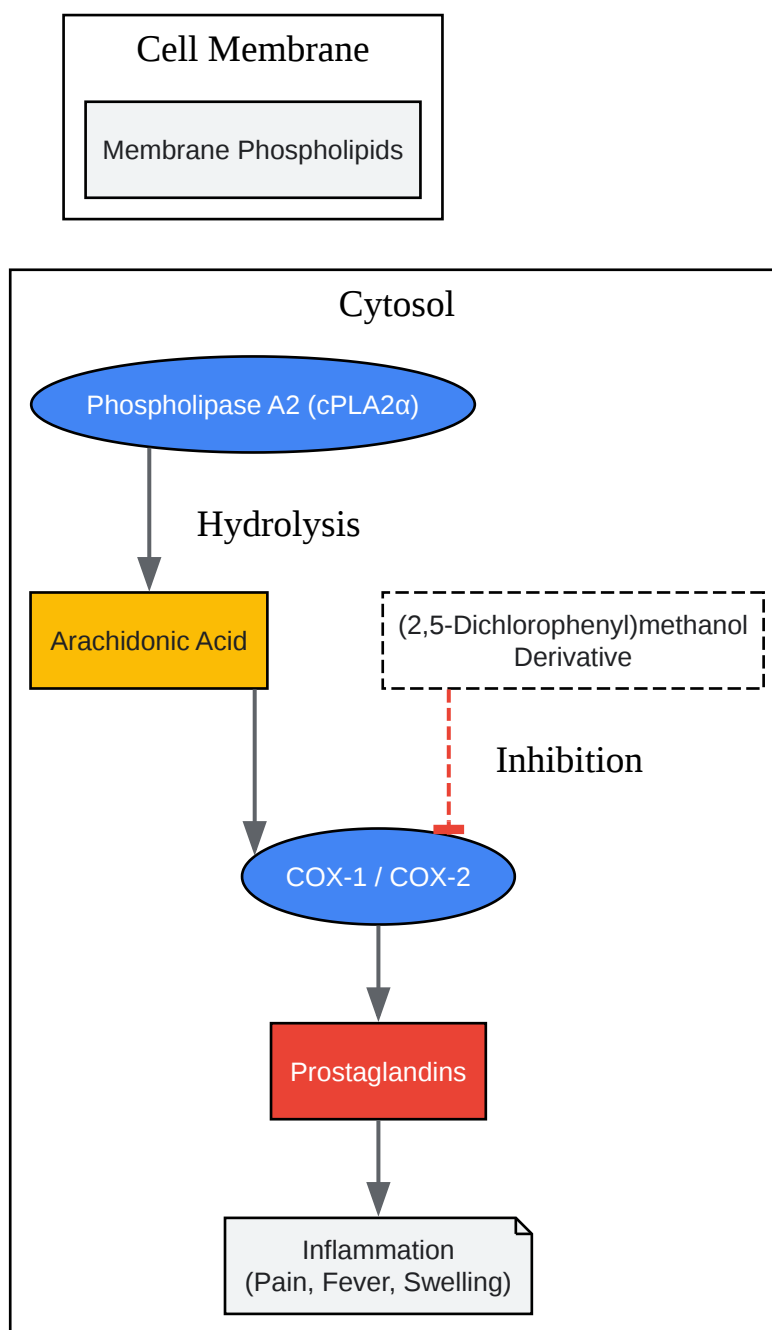 Cell Membrane
Membrane Phospholipids
Cytosol
Phospholipase A2 (cPLA2α)
Hydrolysis
Arachidonic Acid
(2,5-Dichlorophenyl)methanol
Derivative
Inhibition
COX-1 / COX-2
Prostaglandins
Inflammation
(Pain, Fever, Swelling)